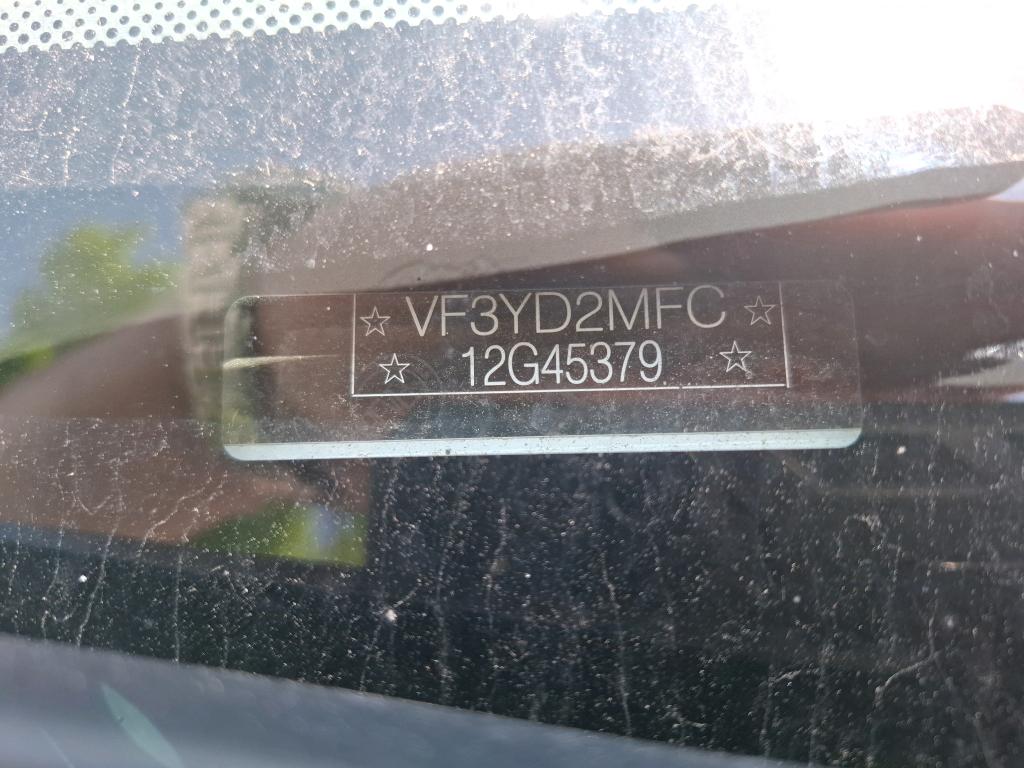 ☆ VF3YD2MFC ☆
☆ 12G45379 ☆